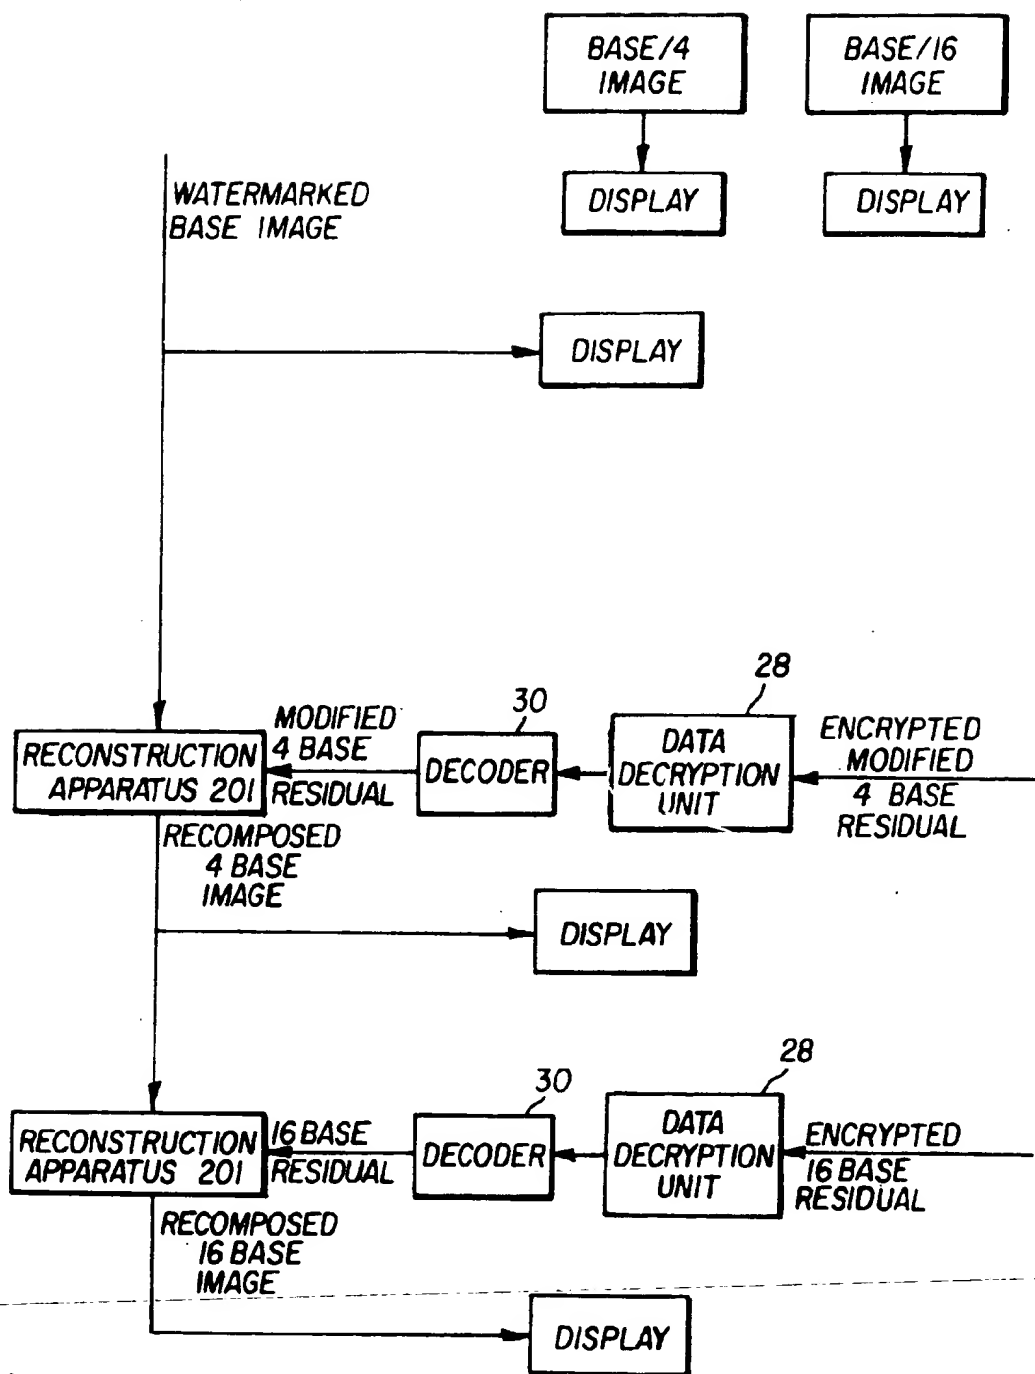 BASE/4
IMAGE
BASE/16
IMAGE
DISPLAY
DISPLAY
WATERMARKED
BASE IMAGE
DISPLAY
28
30
MODIFIED
4 BASE
RESIDUAL
RECONSTRUCTION
APPARATUS 201
DECODER
DATA
DECRYPTION
UNIT
ENCRYPTED
MODIFIED
4 BASE
RESIDUAL
RECOMPOSED
4 BASE
IMAGE
DISPLAY
28
30
RECONSTRUCTION
APPARATUS 201
16 BASE
RESIDUAL
DECODER
DATA
DECRYPTION
UNIT
ENCRYPTED
16 BASE
RESIDUAL
RECOMPOSED
16 BASE
IMAGE
DISPLAY